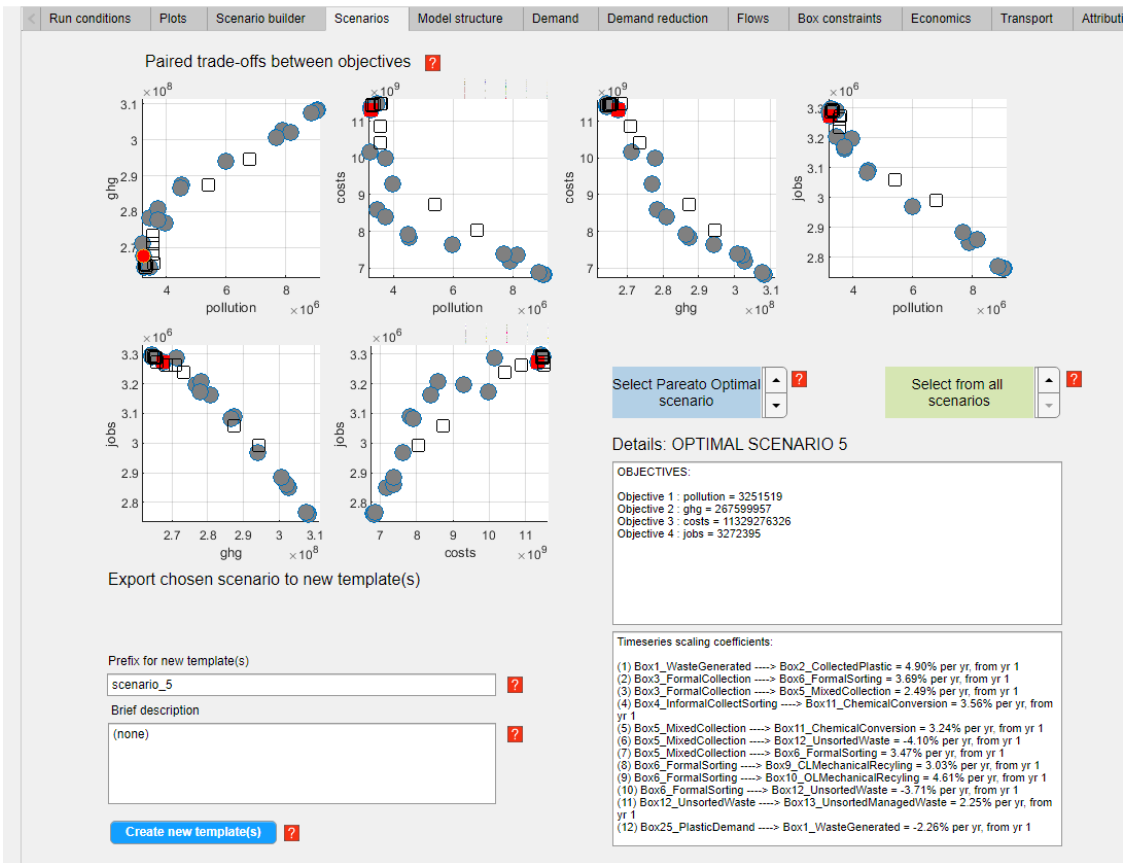 Run conditions Plots Scenario builder Scenarios Model structure Demand Demand reduction Flows Box constraints Economics Transport Attributi
Paired trade-offs between objectives ?
×10^8
3.1
3
2.9
2.8
2.7
ghg
4 6 8
pollution ×10^6
×10^9
11
10
9
8
7
costs
4 6 8
pollution ×10^6
×10^9
11
10
9
8
7
costs
2.7 2.8 2.9 3 3.1
ghg ×10^8
×10^6
3.3
3.2
3.1
3
2.9
2.8
jobs
4 6 8
pollution ×10^6
×10^6
3.3
3.2
3.1
3
2.9
2.8
jobs
2.7 2.8 2.9 3 3.1
ghg ×10^8
×10^6
3.3
3.2
3.1
3
2.9
2.8
jobs
7 8 9 10 11
costs ×10^9
Select Pareato Optimal
scenario
?
Select from all
scenarios
?
Details: OPTIMAL SCENARIO 5
OBJECTIVES:
Objective 1 : pollution = 3251519
Objective 2 : ghg = 267599957
Objective 3 : costs = 11329276326
Objective 4 : jobs = 3272395
Export chosen scenario to new template(s)
Prefix for new template(s)
scenario_5 ?
Brief description
(none) ?
Create new template(s) ?
Timeseries scaling coefficients:
(1) Box1_WasteGenerated ----> Box2_CollectedPlastic = 4.90% per yr, from yr 1
(2) Box3_FormalCollection ----> Box6_FormalSorting = 3.69% per yr, from yr 1
(3) Box3_FormalCollection ----> Box5_MixedCollection = 2.49% per yr, from yr 1
(4) Box4_InformalCollectSorting ----> Box11_ChemicalConversion = 3.56% per yr, from
yr 1
(5) Box5_MixedCollection ----> Box11_ChemicalConversion = 3.24% per yr, from yr 1
(6) Box5_MixedCollection ----> Box12_UnsortedWaste = -4.10% per yr, from yr 1
(7) Box5_MixedCollection ----> Box6_FormalSorting = 3.47% per yr, from yr 1
(8) Box6_FormalSorting ----> Box9_CLMechanicalRecyling = 3.03% per yr, from yr 1
(9) Box6_FormalSorting ----> Box10_OLMechanicalRecyling = 4.61% per yr, from yr 1
(10) Box6_FormalSorting ----> Box12_UnsortedWaste = -3.71% per yr, from yr 1
(11) Box12_UnsortedWaste ----> Box13_UnsortedManagedWaste = 2.25% per yr, from
yr 1
(12) Box25_PlasticDemand ----> Box1_WasteGenerated = -2.26% per yr, from yr 1